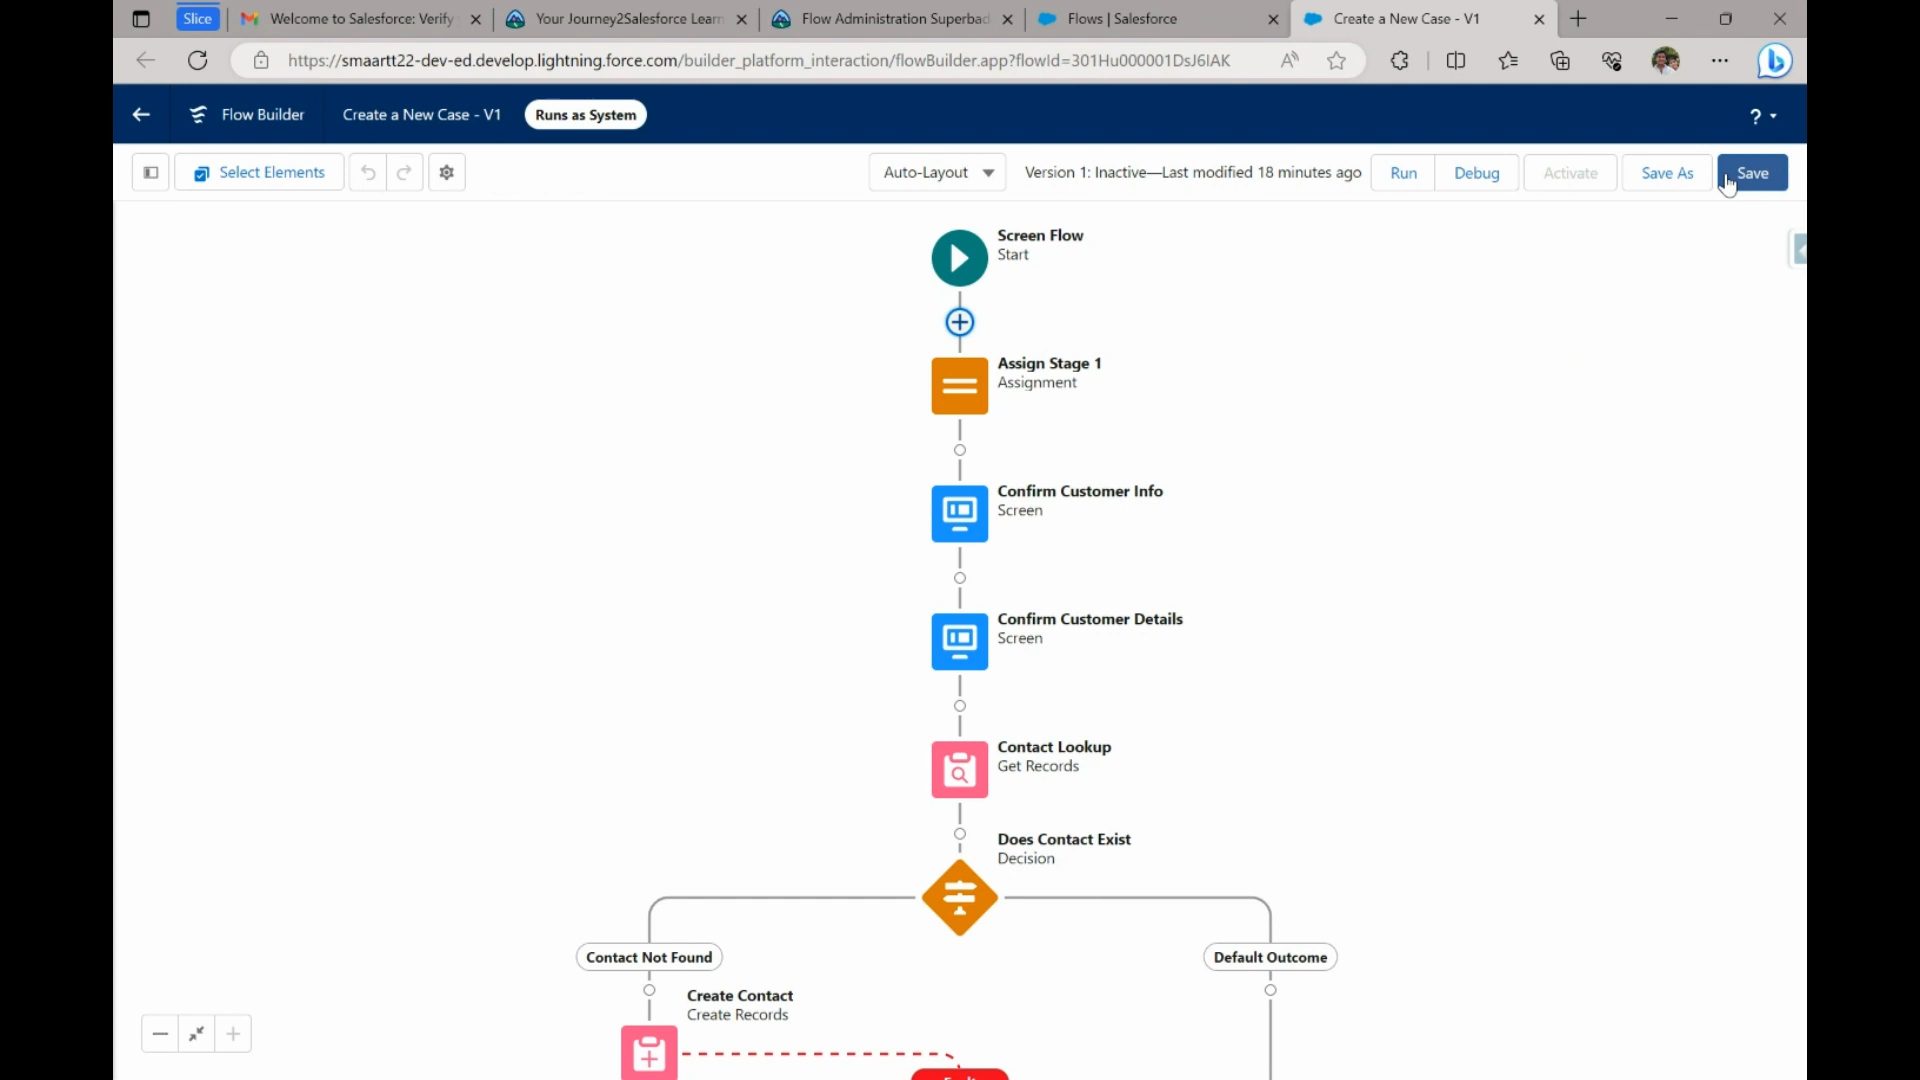 Slice
Welcome to Salesforce: Verify
Your Journey2Salesforce Learn
Flow Administration Superbad
Flows | Salesforce
Create a New Case - V1
https://smaartt22-dev-ed.develop.lightning.force.com/builder_platform_interaction/flowBuilder.app?flowId=301Hu000001DsJ6IAK
Flow Builder
Create a New Case - V1
Runs as System
?
Select Elements
Auto-Layout
Version 1: Inactive—Last modified 18 minutes ago
Run
Debug
Activate
Save As
Save
Screen Flow
Start
Assign Stage 1
Assignment
Confirm Customer Info
Screen
Confirm Customer Details
Screen
Contact Lookup
Get Records
Does Contact Exist
Decision
Contact Not Found
Default Outcome
Create Contact
Create Records